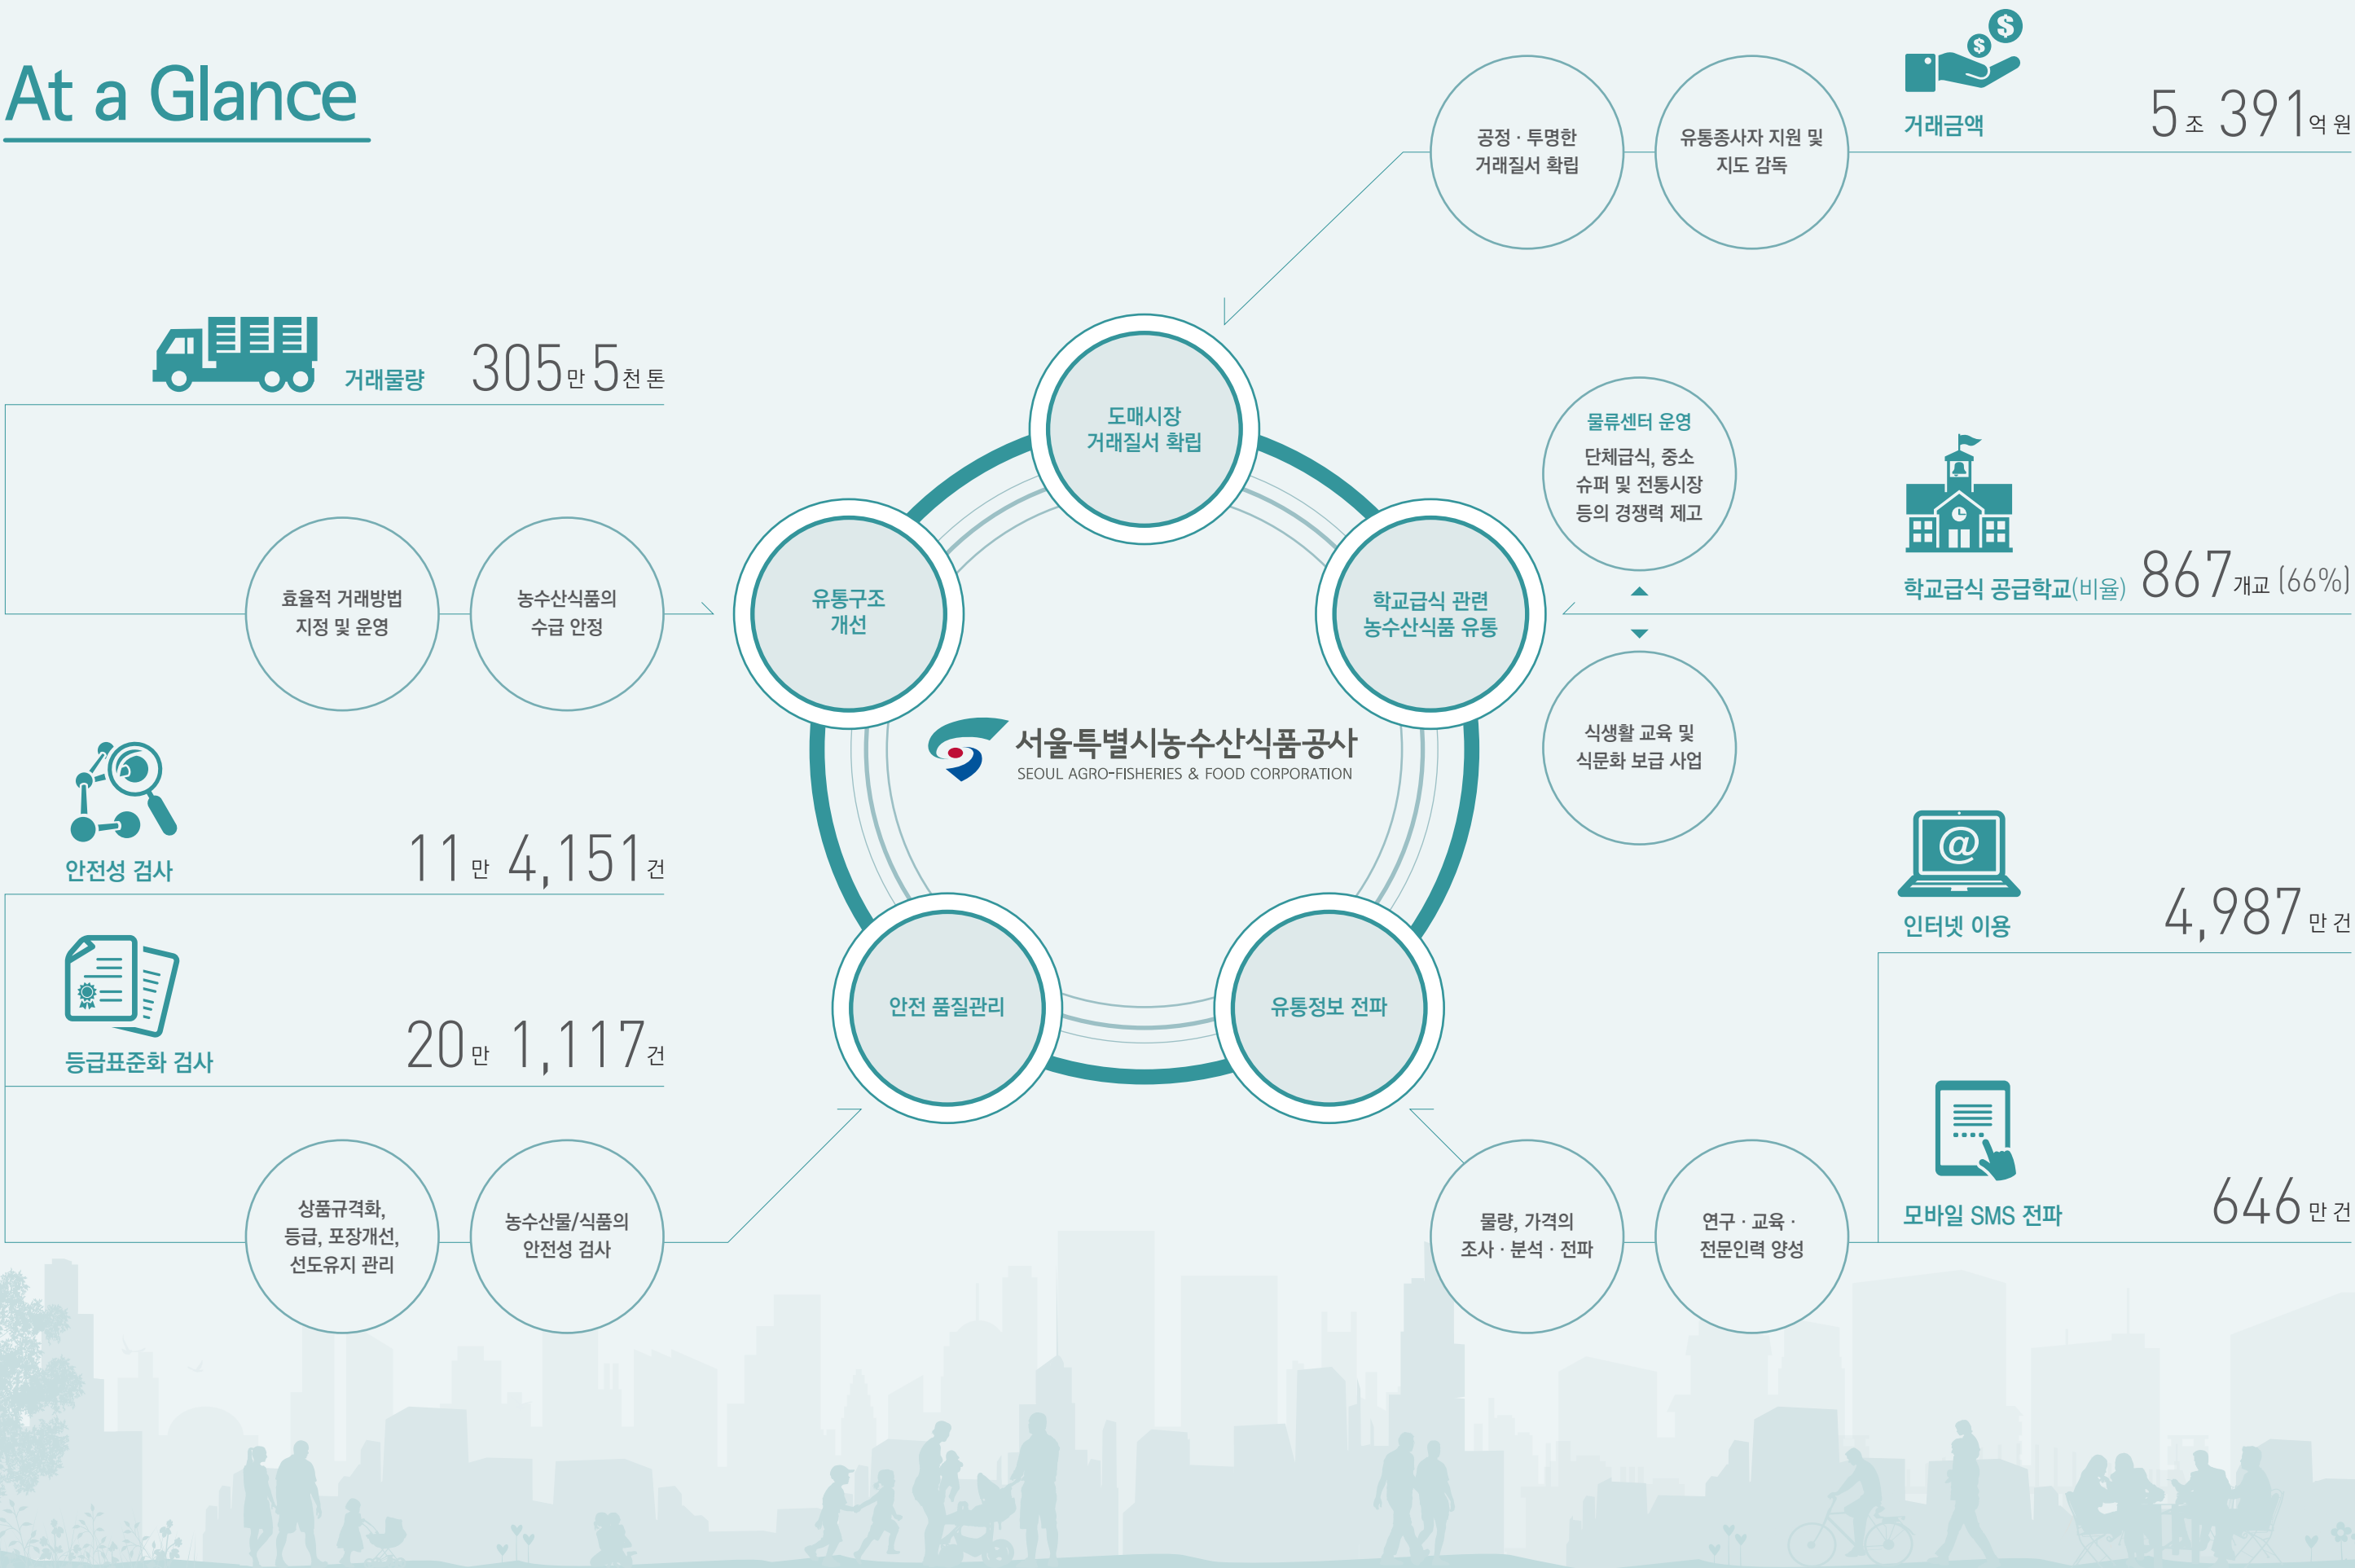 At a Glance
공정 · 투명한
거래질서 확립
유통종사자 지원 및
지도 감독
거래금액
5조 391억 원
거래물량
305만 5천 톤
효율적 거래방법
지정 및 운영
농수산식품의
수급 안정
도매시장
거래질서 확립
유통구조
개선
학교급식 관련
농수산식품 유통
물류센터 운영
단체급식, 중소
슈퍼 및 전통시장
등의 경쟁력 제고
학교급식 공급학교(비율)
867개교 (66%)
식생활 교육 및
식문화 보급 사업
서울특별시농수산식품공사
SEOUL AGRO-FISHERIES & FOOD CORPORATION
안전성 검사
11만 4,151건
등급표준화 검사
20만 1,117건
안전 품질관리
유통정보 전파
인터넷 이용
4,987만 건
모바일 SMS 전파
646만 건
상품규격화,
등급, 포장개선,
선도유지 관리
농수산물/식품의
안전성 검사
물량, 가격의
조사 · 분석 · 전파
연구 · 교육 ·
전문인력 양성